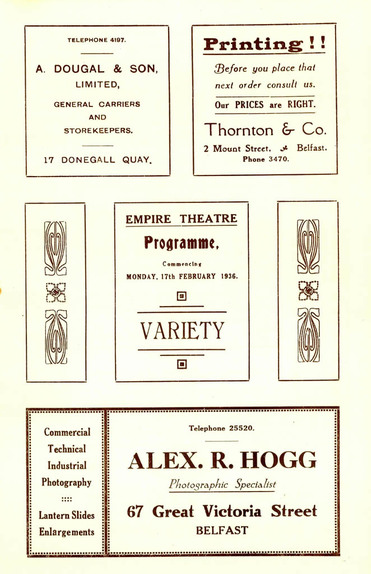 TELEPHONE 4197.
A. DOUGAL & SON,
LIMITED,
GENERAL CARRIERS
AND
STOREKEEPERS.
17 DONEGALL QUAY.
Printing!!
Before you place that
next order consult us.
Our PRICES are RIGHT.
Thornton & Co.
2 Mount Street, Belfast.
Phone 3470.
EMPIRE THEATRE
Programme,
Commencing
MONDAY, 17th FEBRUARY 1936.
VARIETY
Commercial
Technical
Industrial
Photography
::::
Lantern Slides
Enlargements
Telephone 25520.
ALEX. R. HOGG
Photographic Specialist
67 Great Victoria Street
BELFAST